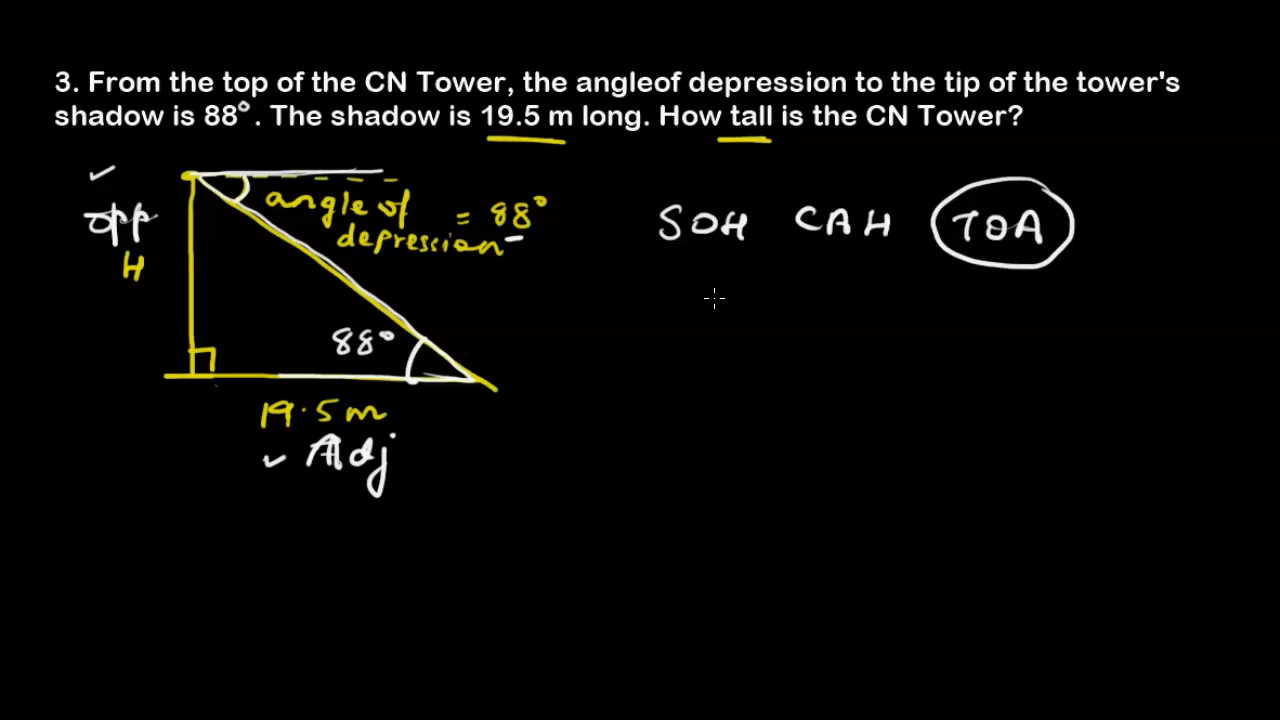 3. From the top of the CN Tower, the angleof depression to the tip of the tower's
shadow is 88°. The shadow is 19.5 m long. How tall is the CN Tower?
angle of
depression = 88°
opp
H
SOH CAH TOA
88°
19.5 m
Adj